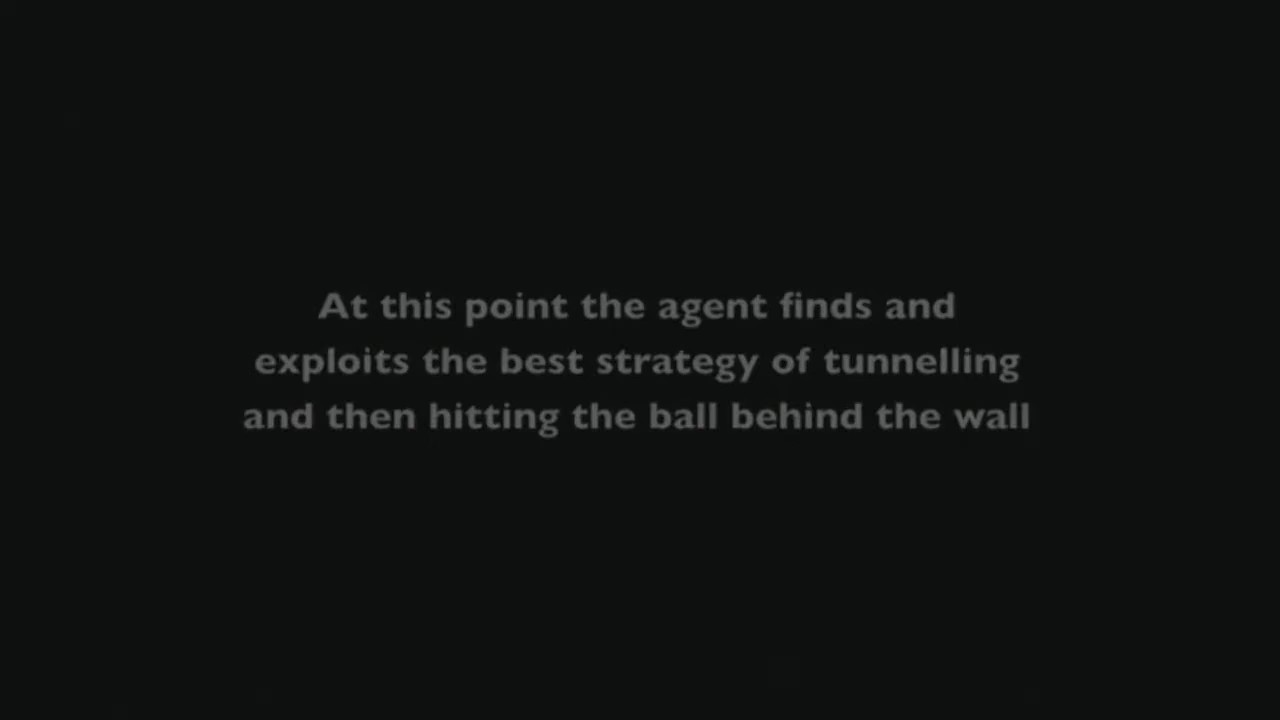 At this point the agent finds and
exploits the best strategy of tunnelling
and then hitting the ball behind the wall